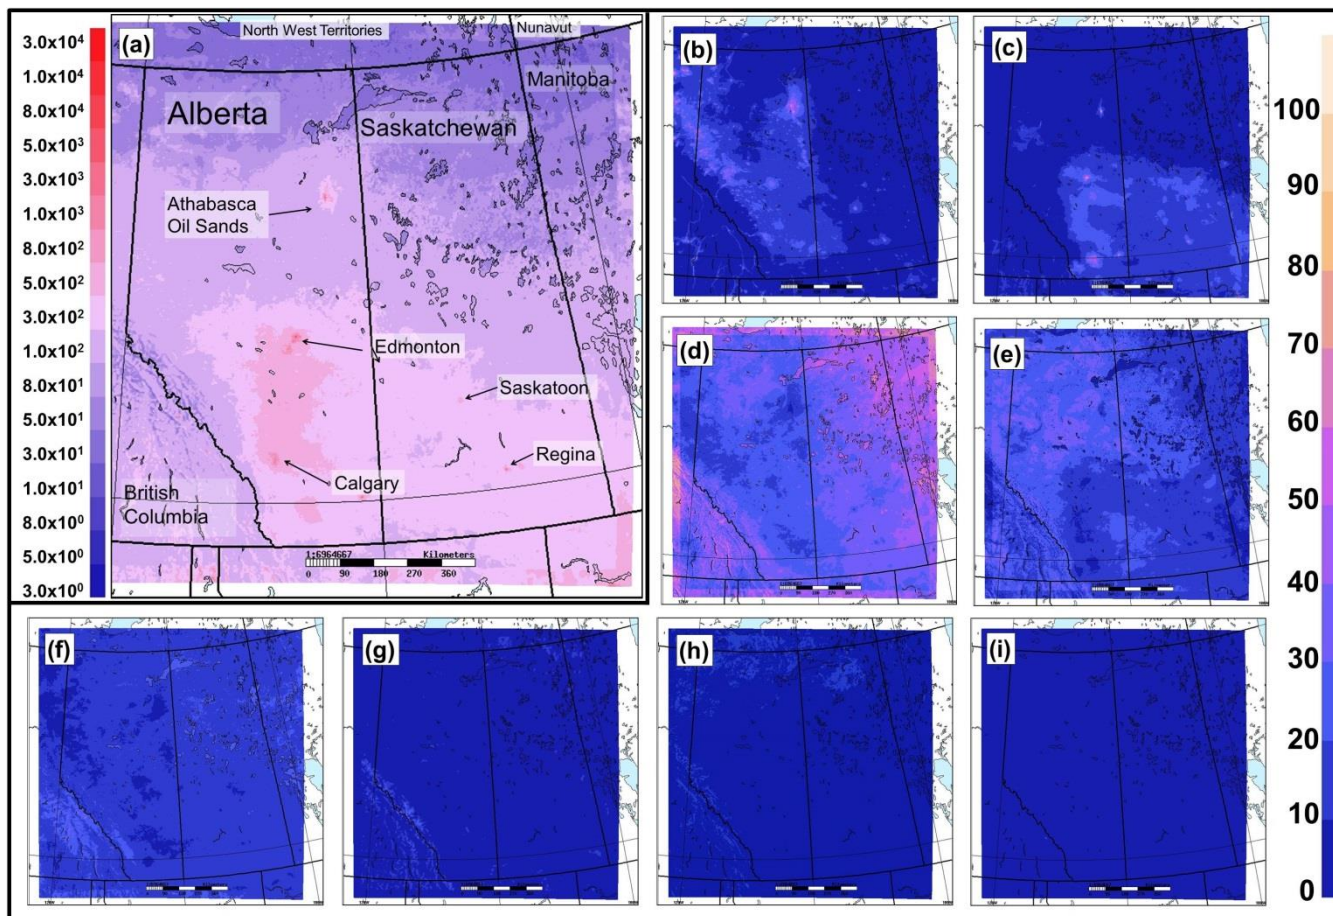 (a)
North West Territories
Nunavut
Manitoba
Alberta
Saskatchewan
Athabasca
Oil Sands
Edmonton
Saskatoon
Regina
Calgary
British
Columbia
1:6964667 Kilometers
0 90 180 270 360
3.0x10⁴
1.0x10⁴
8.0x10⁴
5.0x10³
3.0x10³
1.0x10³
8.0x10²
5.0x10²
3.0x10²
1.0x10²
8.0x10¹
5.0x10¹
3.0x10¹
1.0x10¹
8.0x10⁰
5.0x10⁰
3.0x10⁰
(b)
(c)
(d)
(e)
(f)
(g)
(h)
(i)
100
90
80
70
60
50
40
30
20
10
0